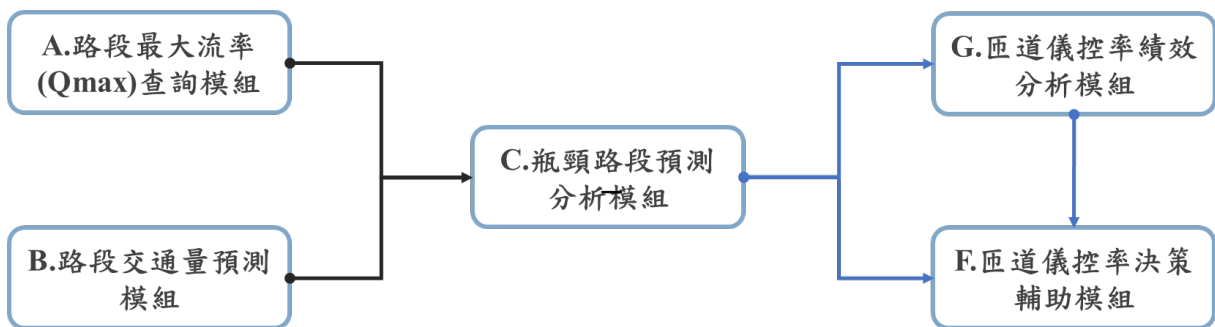 A.路段最大流率
(Qmax)查詢模組
B.路段交通量預測
模組
C.瓶頸路段預測
分析模組
G.匝道儀控率績效
分析模組
F.匝道儀控率決策
輔助模組